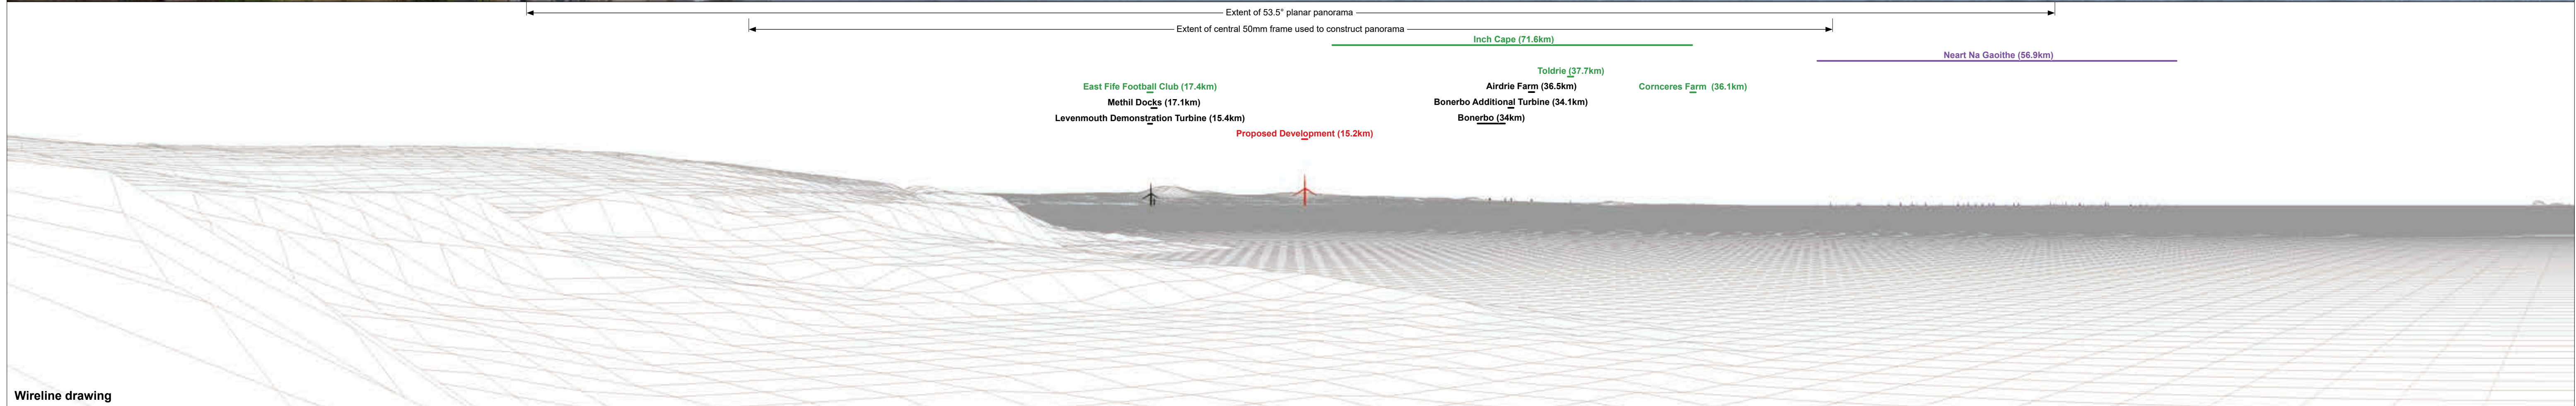 Extent of 53.5° planar panorama
Extent of central 50mm frame used to construct panorama
Inch Cape (71.6km)
Neart Na Gaoithe (56.9km)
Toldrie (37.7km)
East Fife Football Club (17.4km)
Airdrie Farm (36.5km)
Cornceres Farm (36.1km)
Methil Docks (17.1km)
Bonerbo Additional Turbine (34.1km)
Levenmouth Demonstration Turbine (15.4km)
Bonerbo (34km)
Proposed Development (15.2km)
Wireline drawing